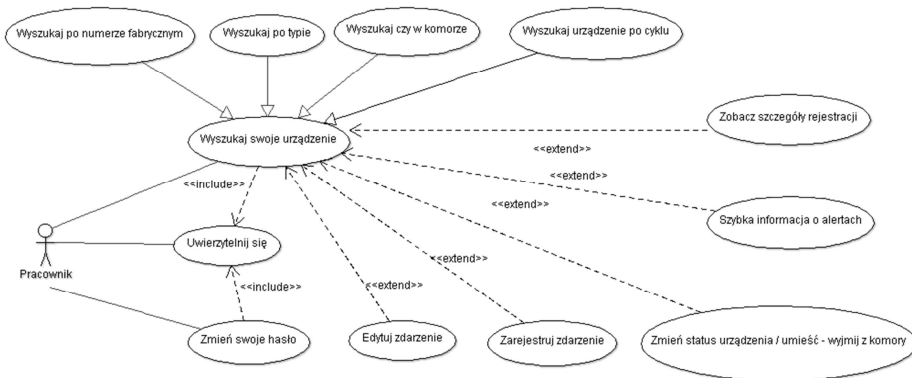 Wyszukaj po numerze fabrycznym
Wyszukaj po typie
Wyszukaj czy w komorze
Wyszukaj urządzenie po cyklu
Zobacz szczegóły rejestracji
Wyszukaj swoje urządzenie
<<extend>>
<<extend>>
<<include>>
<<extend>>
Szybka informacja o alertach
Uwierzytelnij się
Pracownik
<<extend>>
<<include>>
<<extend>>
Zmień swoje hasło
Edytuj zdarzenie
Zarejestruj zdarzenie
Zmień status urządzenia / umieść - wyjmij z komory